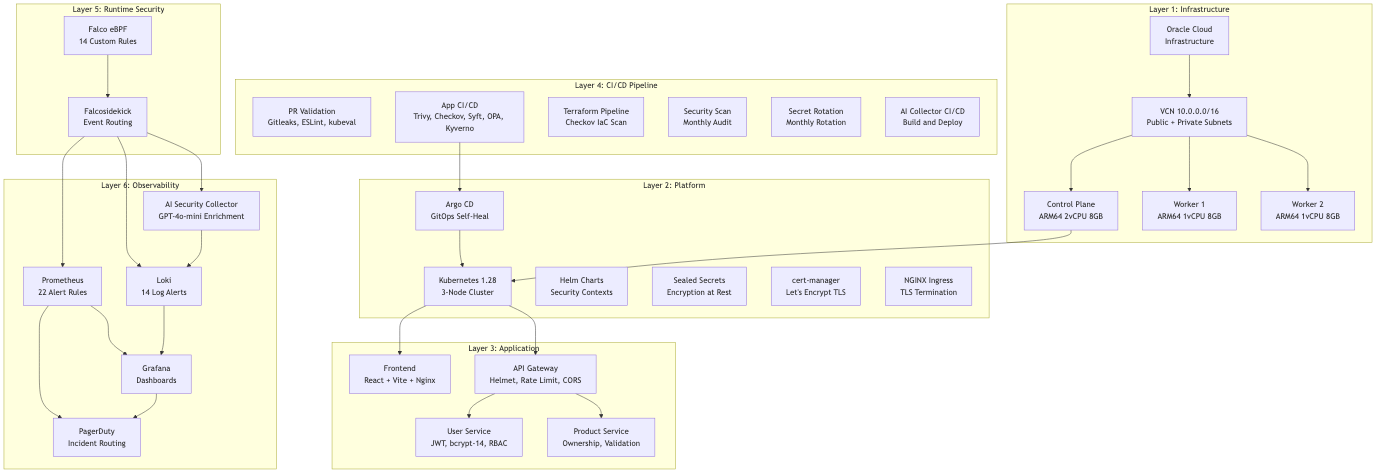 Layer 5: Runtime Security
Falco eBPF
14 Custom Rules
Falcosidekick
Event Routing
Layer 4: CI/CD Pipeline
PR Validation
Gitleaks, ESLint, kubeval
App CI/CD
Trivy, Checkov, Syft, OPA,
Kyverno
Terraform Pipeline
Checkov IaC Scan
Security Scan
Monthly Audit
Secret Rotation
Monthly Rotation
AI Collector CI/CD
Build and Deploy
Layer 1: Infrastructure
Oracle Cloud
Infrastructure
VCN 10.0.0.0/16
Public + Private Subnets
Control Plane
ARM64 2vCPU 8GB
Worker 1
ARM64 1vCPU 8GB
Worker 2
ARM64 1vCPU 8GB
Layer 6: Observability
AI Security Collector
GPT-4o-mini Enrichment
Prometheus
22 Alert Rules
Loki
14 Log Alerts
Grafana
Dashboards
PagerDuty
Incident Routing
Layer 2: Platform
Argo CD
GitOps Self-Heal
Kubernetes 1.28
3-Node Cluster
Helm Charts
Security Contexts
Sealed Secrets
Encryption at Rest
cert-manager
Let's Encrypt TLS
NGINX Ingress
TLS Termination
Layer 3: Application
Frontend
React + Vite + Nginx
API Gateway
Helmet, Rate Limit, CORS
User Service
JWT, bcrypt-14, RBAC
Product Service
Ownership, Validation